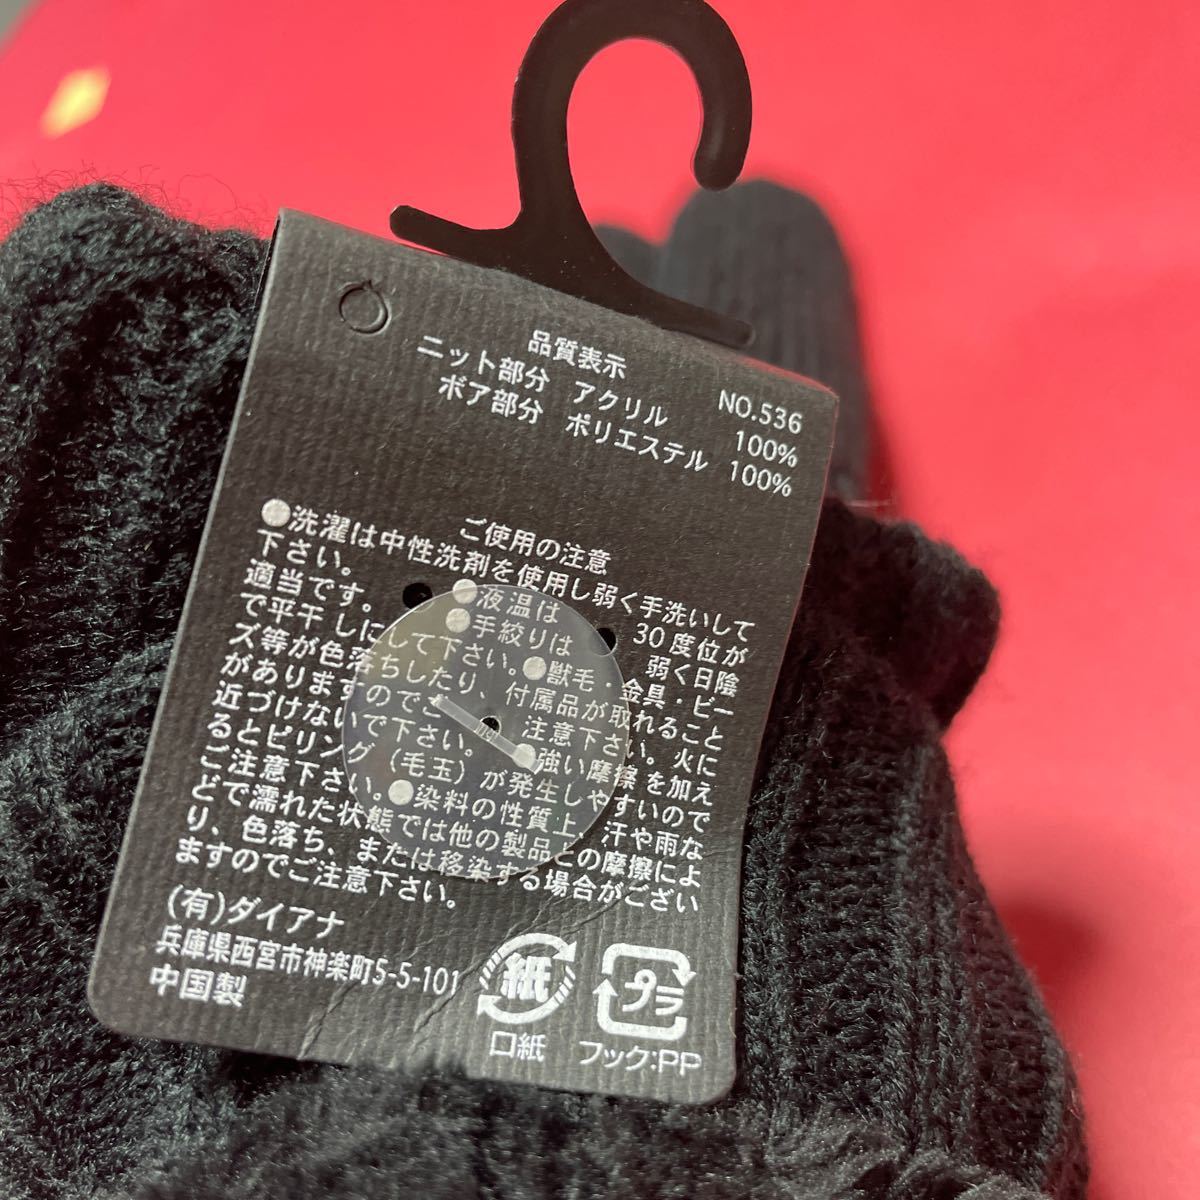 品質表示
NO.536
ニット部分 アクリル 100%
ボア部分 ポリエステル 100%
ご使用の注意
●洗濯は中性洗剤を使用し弱く手洗いして
下さい。 ●液温は 30度位が
適当です。 ●手絞りは 弱く日陰
で平干しにして下さい。●獣毛・金具・ビー
ズ等が色落ちしたり、付属品が取れること
がありますのでご 注意下さい。火に
近づけないで下さい。 ●強い摩擦を加え
るとピリング(毛玉)が発生しやすいので
ご注意下さい。●染料の性質上、汗や雨な
どで濡れた状態では他の製品との摩擦によ
り、色落ち、または移染する場合がござい
ますのでご注意下さい。
(有)ダイアナ
兵庫県西宮市神楽町5-5-101
中国製
紙
口紙
プラ
フック:PP